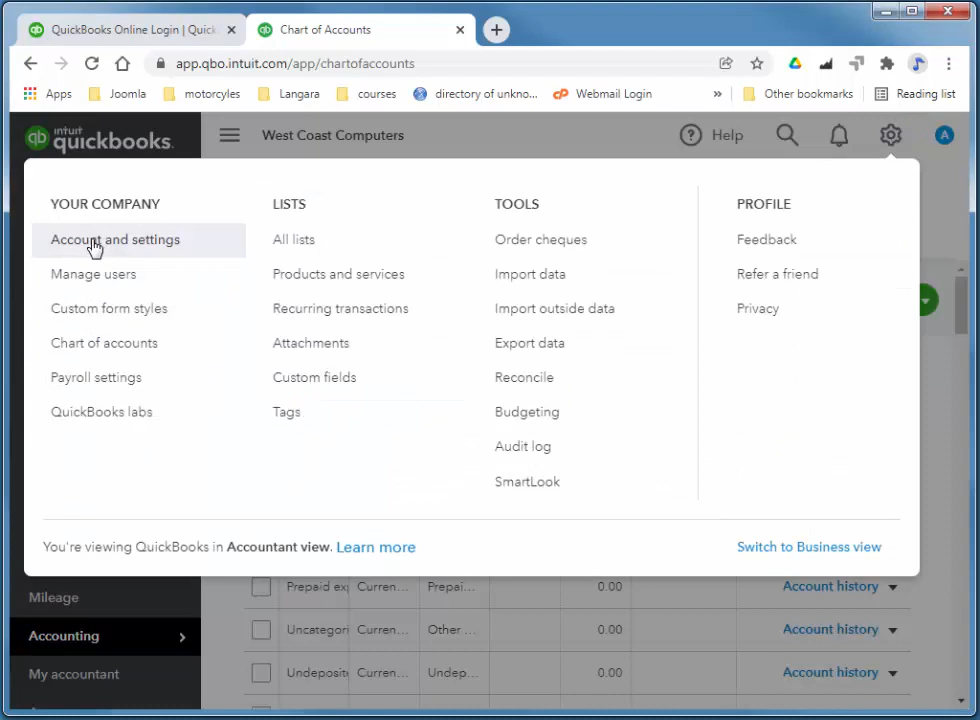 QuickBooks Online Login | Quick
Chart of Accounts
app.qbo.intuit.com/app/chartofaccounts
Apps
Joomla
motorcyles
Langara
courses
directory of unkno...
Webmail Login
»
Other bookmarks
Reading list
intuit
quickbooks.
West Coast Computers
Help
A
YOUR COMPANY
Account and settings
Manage users
Custom form styles
Chart of accounts
Payroll settings
QuickBooks labs
LISTS
All lists
Products and services
Recurring transactions
Attachments
Custom fields
Tags
TOOLS
Order cheques
Import data
Import outside data
Export data
Reconcile
Budgeting
Audit log
SmartLook
PROFILE
Feedback
Refer a friend
Privacy
You're viewing QuickBooks in Accountant view. Learn more
Switch to Business view
Mileage
Accounting
My accountant
Prepaid exp Curren... Prepai... 0.00 Account history
Uncategori Curren... Other ... 0.00 Account history
Undeposite Curren... Undep... 0.00 Account history